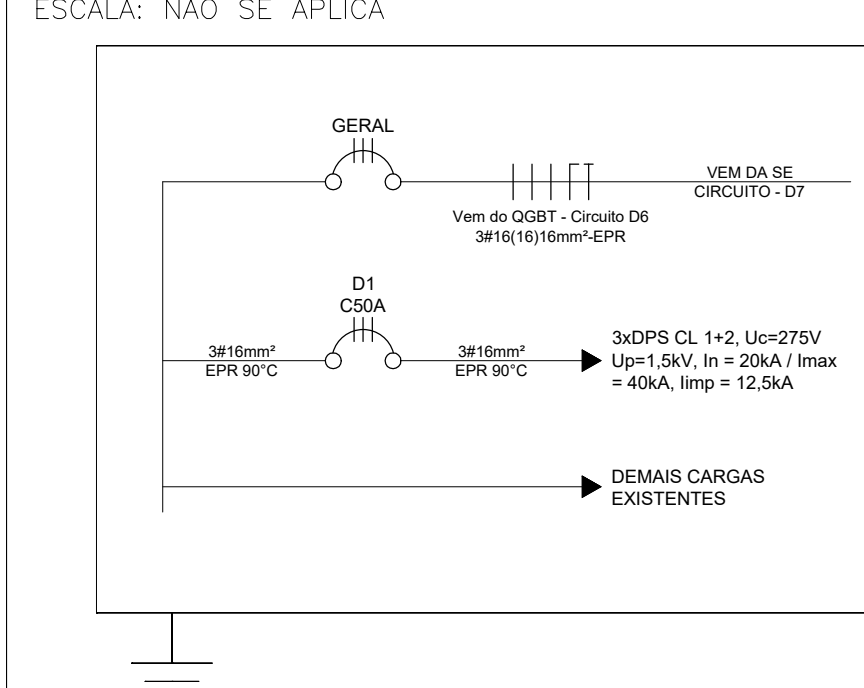 ESCALA: NÃO SE APLICA
GERAL
VEM DA SE
CIRCUITO - D7
Vem do QGBT - Circuito D6
3#16(16)16mm²-EPR
D1
C50A
3#16mm²
EPR 90°C
3#16mm²
EPR 90°C
3xDPS CL 1+2, Uc=275V
Up=1,5kV, In = 20kA / Imax
= 40kA, Iimp = 12,5kA
DEMAIS CARGAS
EXISTENTES